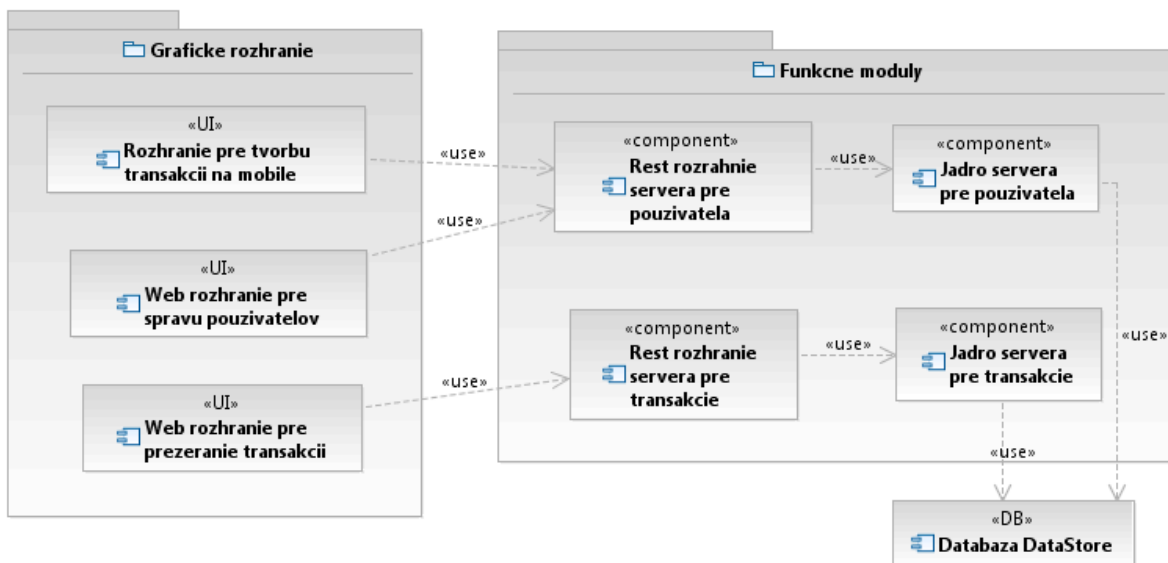 Graficke rozhranie
«UI»
Rozhranie pre tvorbu
transakcii na mobile
«UI»
Web rozhranie pre
spravu pouzivatelov
«UI»
Web rozhranie pre
prezeranie transakcii
«use»
«use»
«use»
Funkcne moduly
«component»
Rest rozrahnie
servera pre
pouzivatela
«use»
«component»
Jadro servera
pre pouzivatela
«component»
Rest rozhranie
servera pre
transakcie
«use»
«component»
Jadro servera
pre transakcie
«use»
«use»
«DB»
Databaza DataStore